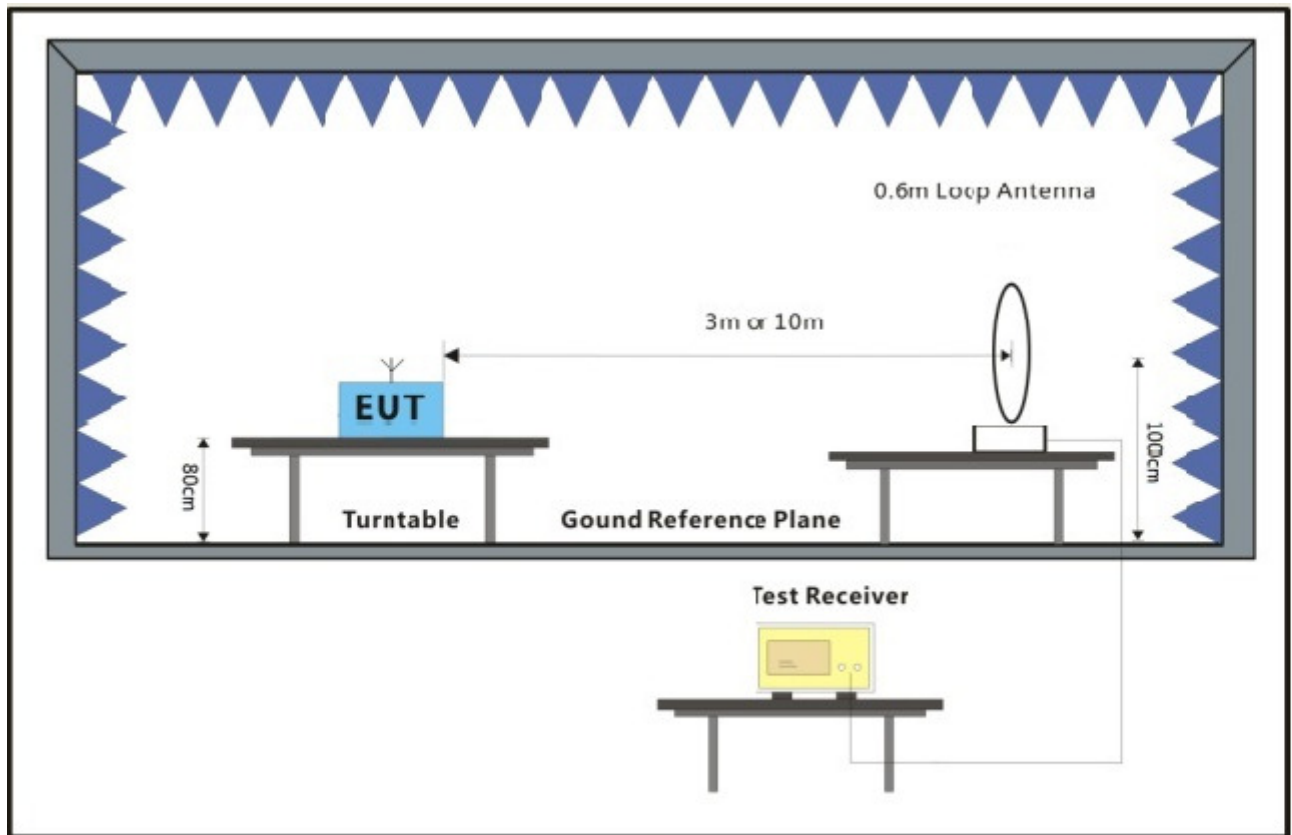 0.6m Loop Antenna
3m or 10m
EUT
80cm
100cm
Turntable
Gound Reference Plane
Test Receiver